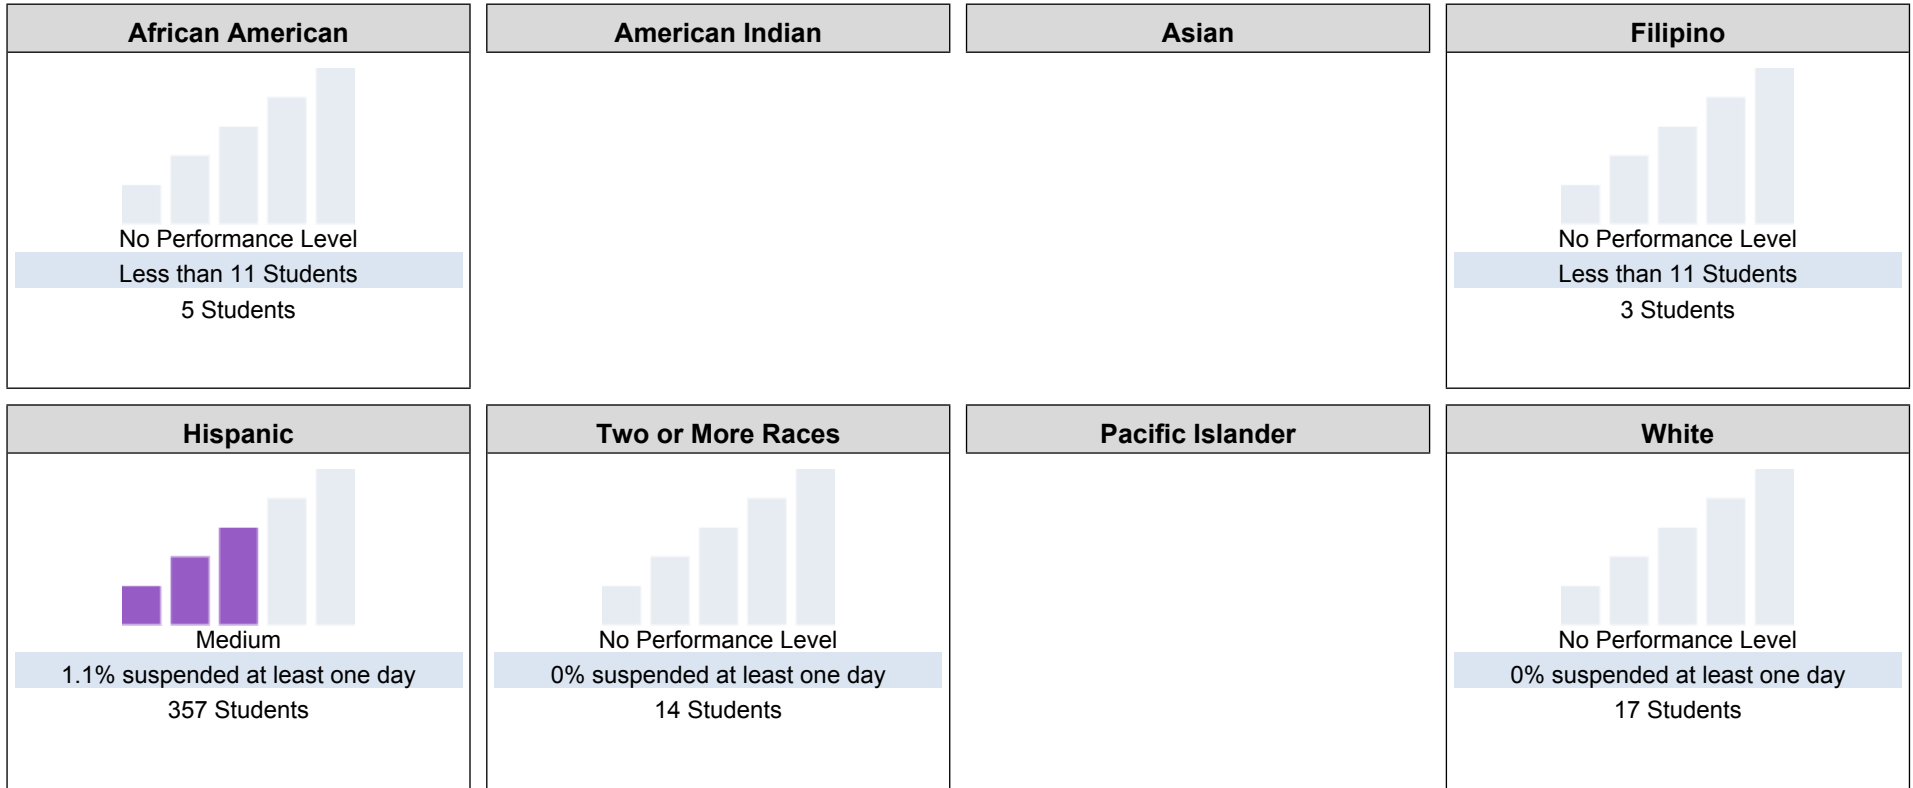 African American
American Indian
Asian
Filipino
No Performance Level
Less than 11 Students
5 Students
No Performance Level
Less than 11 Students
3 Students
Hispanic
Two or More Races
Pacific Islander
White
Medium
1.1% suspended at least one day
357 Students
No Performance Level
0% suspended at least one day
14 Students
No Performance Level
0% suspended at least one day
17 Students